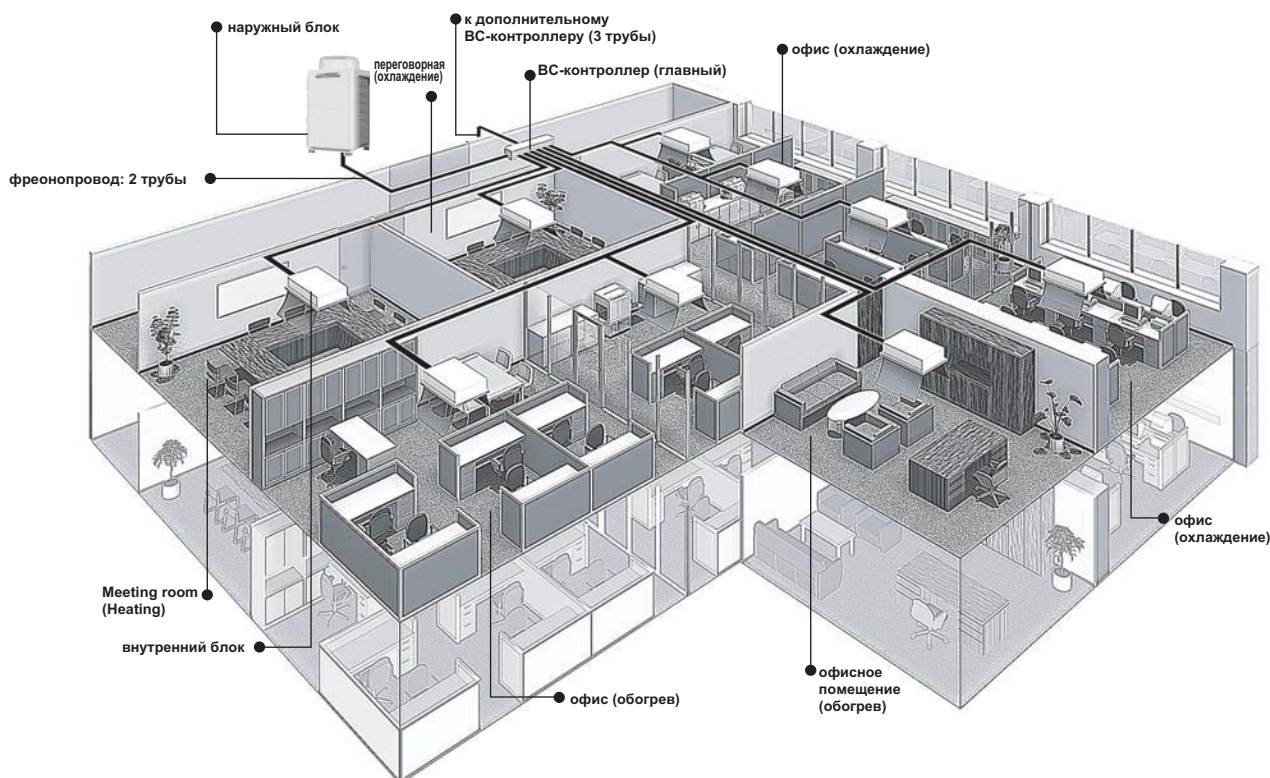 наружный блок
к дополнительному
ВС-контроллеру (3 трубы)
офис (охлаждение)
переговорная
(охлаждение)
ВС-контроллер (главный)
фреонопровод: 2 трубы
офис
(охлаждение)
Meeting room
(Heating)
внутренний блок
офис (обогрев)
офисное
помещение
(обогрев)